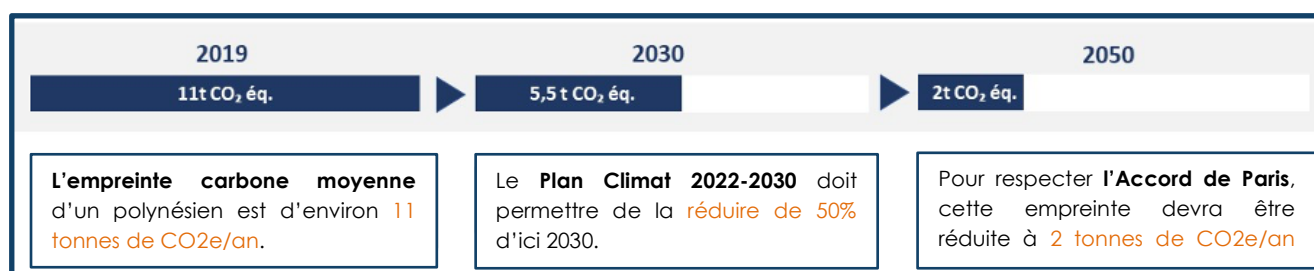 2019
2030
2050
11t CO₂ éq.
5,5 t CO₂ éq.
2t CO₂ éq.
L’empreinte carbone moyenne
d’un polynésien est d’environ 11
tonnes de CO2e/an.
Le Plan Climat 2022-2030 doit
permettre de la réduire de 50%
d’ici 2030.
Pour respecter l’Accord de Paris,
cette empreinte devra être
réduite à 2 tonnes de CO2e/an